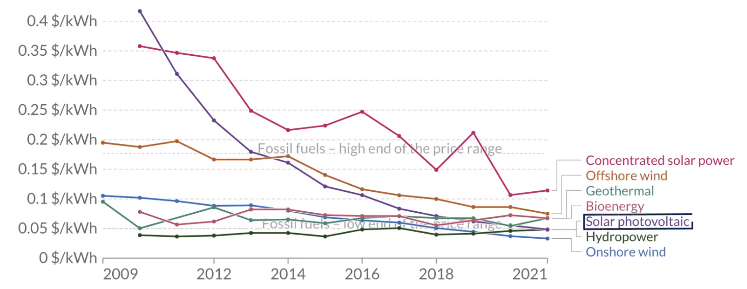 0.4 $/kWh
0.35 $/kWh
0.3 $/kWh
0.25 $/kWh
0.2 $/kWh
Fossil fuels – high end of the price range
0.15 $/kWh
Concentrated solar power
Offshore wind
Geothermal
0.1 $/kWh
Bioenergy
Solar photovoltaic
0.05 $/kWh
Fossil fuels – low end of the price range
Hydropower
Onshore wind
0 $/kWh
2009 2012 2014 2016 2018 2021